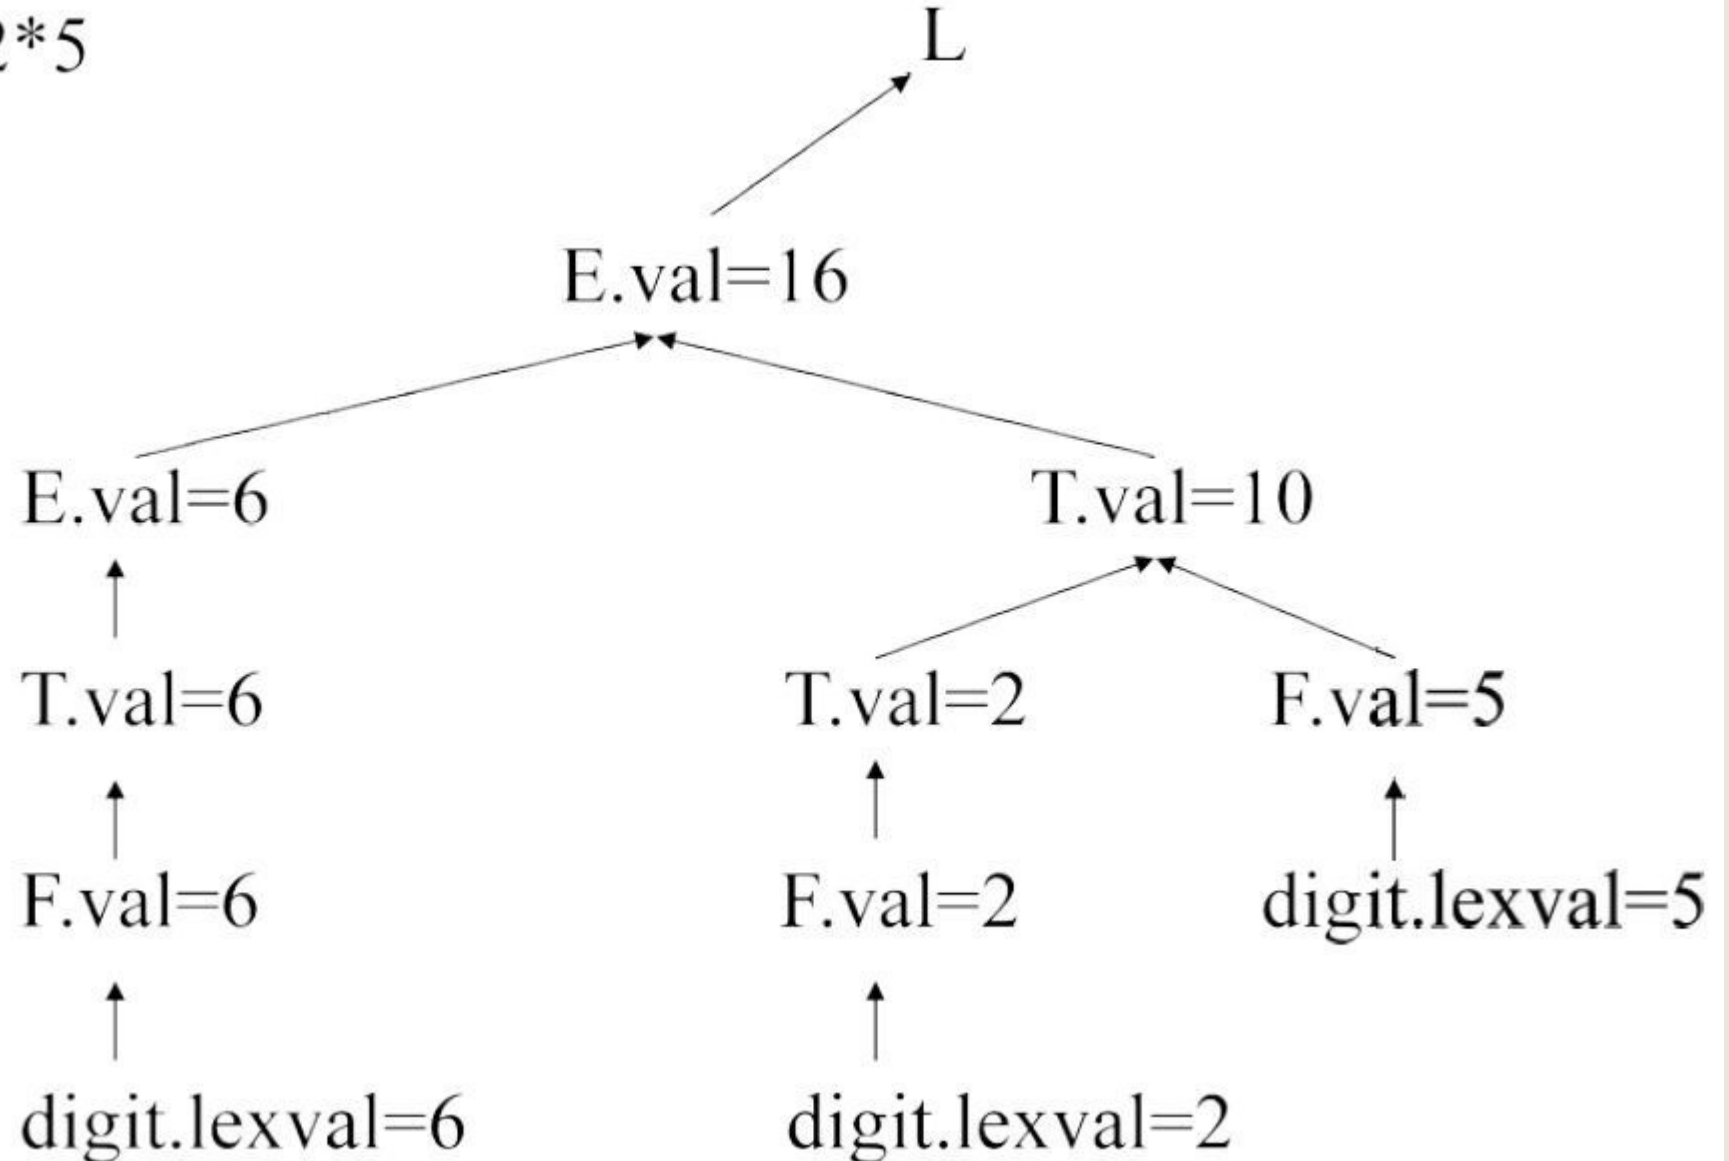 *5
L
E.val=16
E.val=6 T.val=10
T.val=6 T.val=2 F.val=5
F.val=6 F.val=2 digit.lexval=5
digit.lexval=6 digit.lexval=2